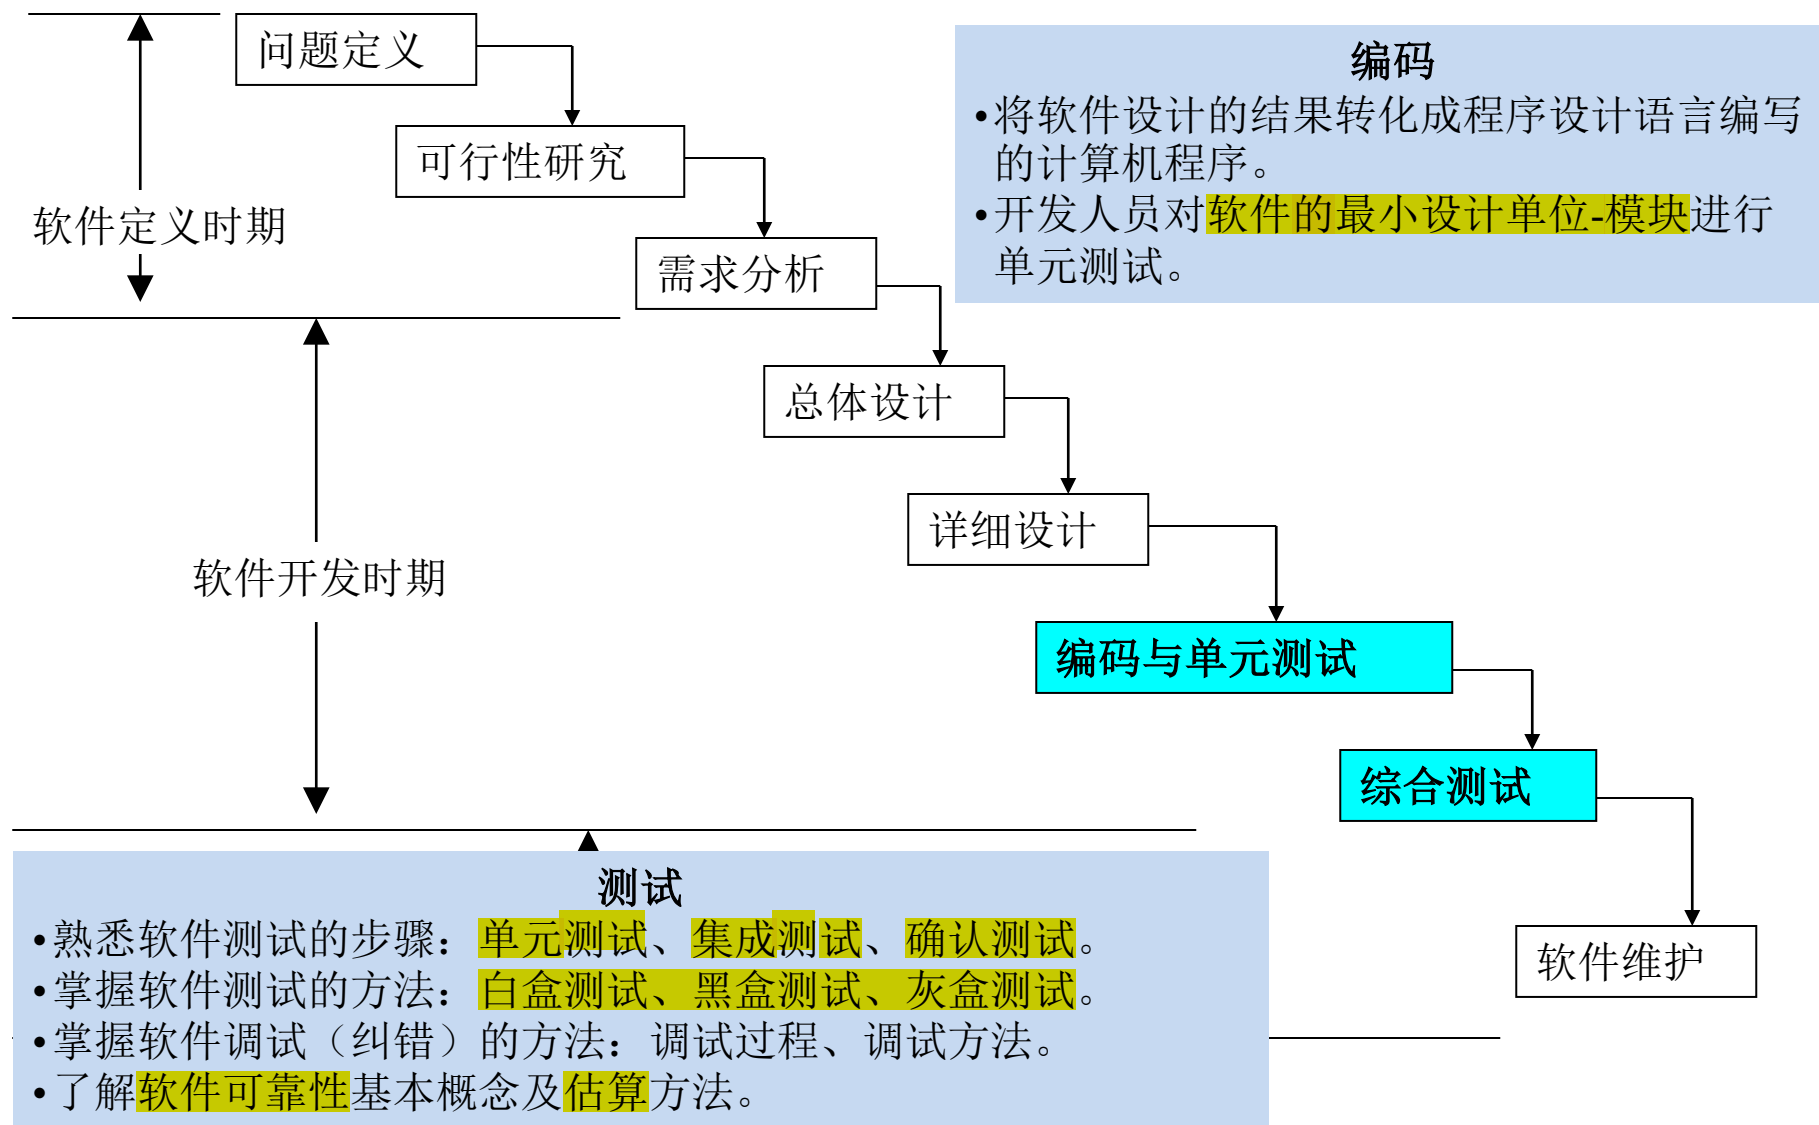 问题定义
可行性研究
软件定义时期
需求分析
总体设计
详细设计
软件开发时期
编码与单元测试
综合测试
软件维护
编码
•将软件设计的结果转化成程序设计语言编写
的计算机程序。
•开发人员对软件的最小设计单位-模块进行
单元测试。
测试
•熟悉软件测试的步骤：单元测试、集成测试、确认测试。
•掌握软件测试的方法：白盒测试、黑盒测试、灰盒测试。
•掌握软件调试（纠错）的方法：调试过程、调试方法。
•了解软件可靠性基本概念及估算方法。